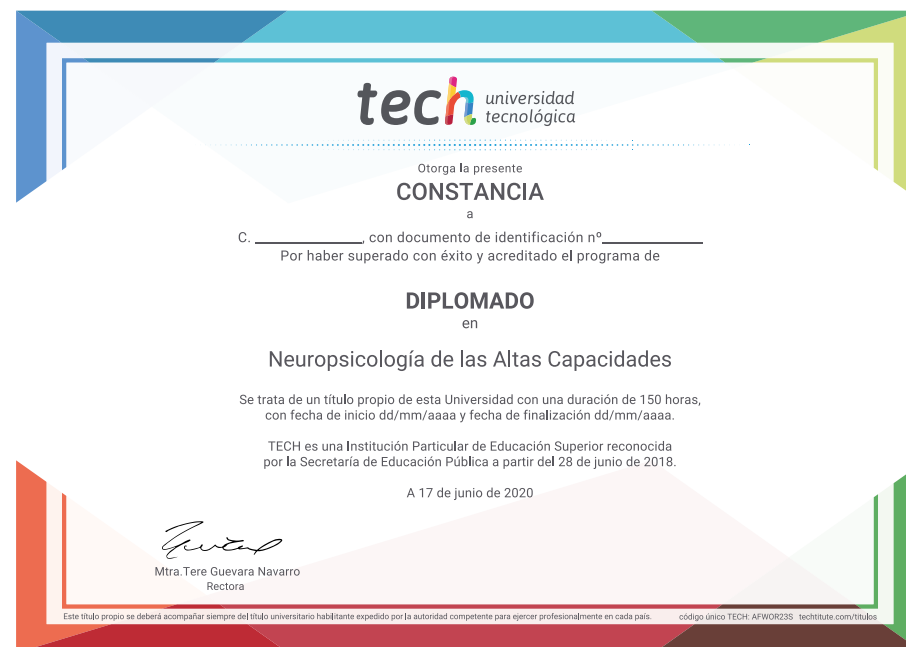 tech universidad
tecnológica
Otorga la presente
CONSTANCIA
a
C. ______________, con documento de identificación nº_____________
Por haber superado con éxito y acreditado el programa de
DIPLOMADO
en
Neuropsicología de las Altas Capacidades
Se trata de un título propio de esta Universidad con una duración de 150 horas,
con fecha de inicio dd/mm/aaaa y fecha de finalización dd/mm/aaaa.
TECH es una Institución Particular de Educación Superior reconocida
por la Secretaría de Educación Pública a partir del 28 de junio de 2018.
A 17 de junio de 2020
Mtra.Tere Guevara Navarro
Rectora
Este título propio se deberá acompañar siempre del título universitario habilitante expedido por la autoridad competente para ejercer profesionalmente en cada país.
código único TECH: AFWOR23S techtitute.com/títulos